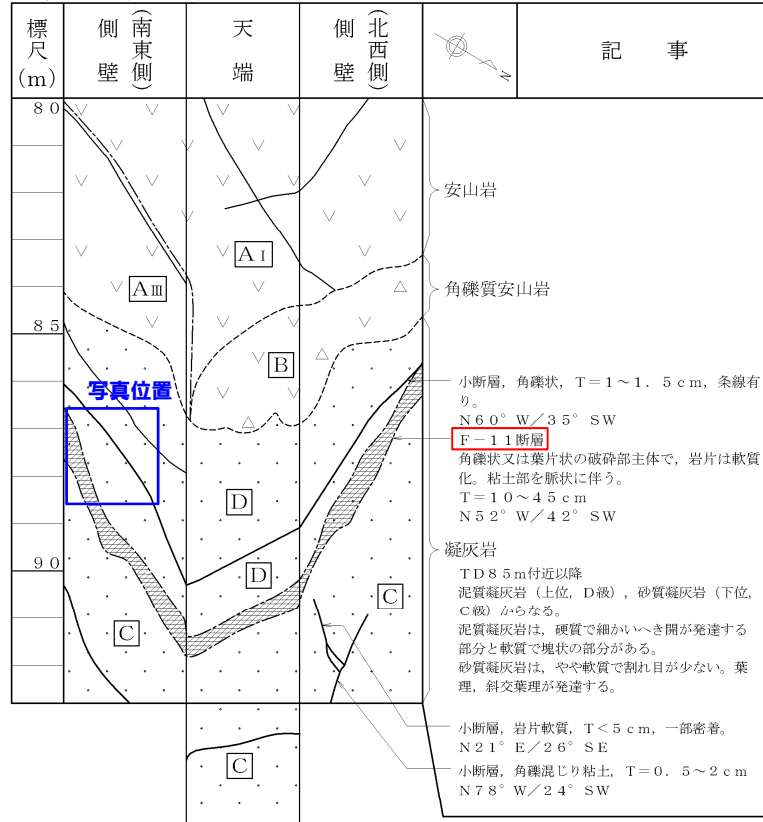 標尺(m)
側壁(南東側)
天端
側壁(北西側)
N
記事
80
安山岩
AⅠ
AⅢ
角礫質安山岩
85
B
写真位置
小断層，角礫状，T＝1～1．5cm，条線有
り。
N60°W／35°SW
F－11断層
角礫状又は葉片状の破砕部主体で，岩片は軟質
化。粘土部を脈状に伴う。
T＝10～45cm
N52°W／42°SW
D
凝灰岩
90
D
TD85m付近以降
泥質凝灰岩（上位，D級），砂質凝灰岩（下位，
C級）からなる。
泥質凝灰岩は，硬質で細かいへき開が発達する
部分と軟質で塊状の部分がある。
砂質凝灰岩は，やや軟質で割れ目が少ない。葉
理，斜交葉理が発達する。
C
C
小断層，岩片軟質，T＜5cm，一部密着。
N21°E／26°SE
C
小断層，角礫混じり粘土，T＝0．5～2cm
N78°W／24°SW